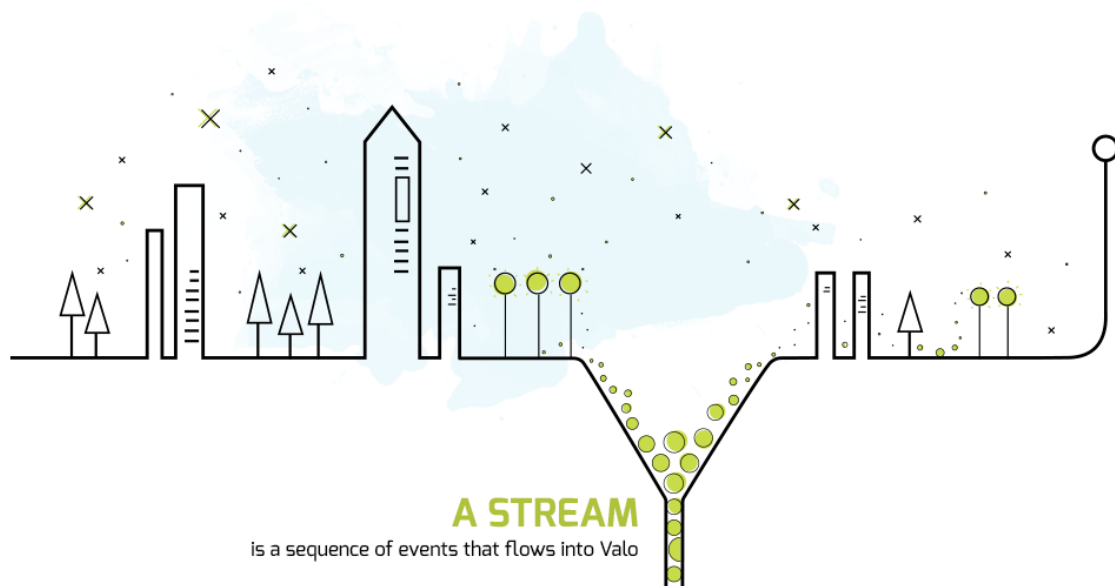 A STREAM
is a sequence of events that flows into Valo